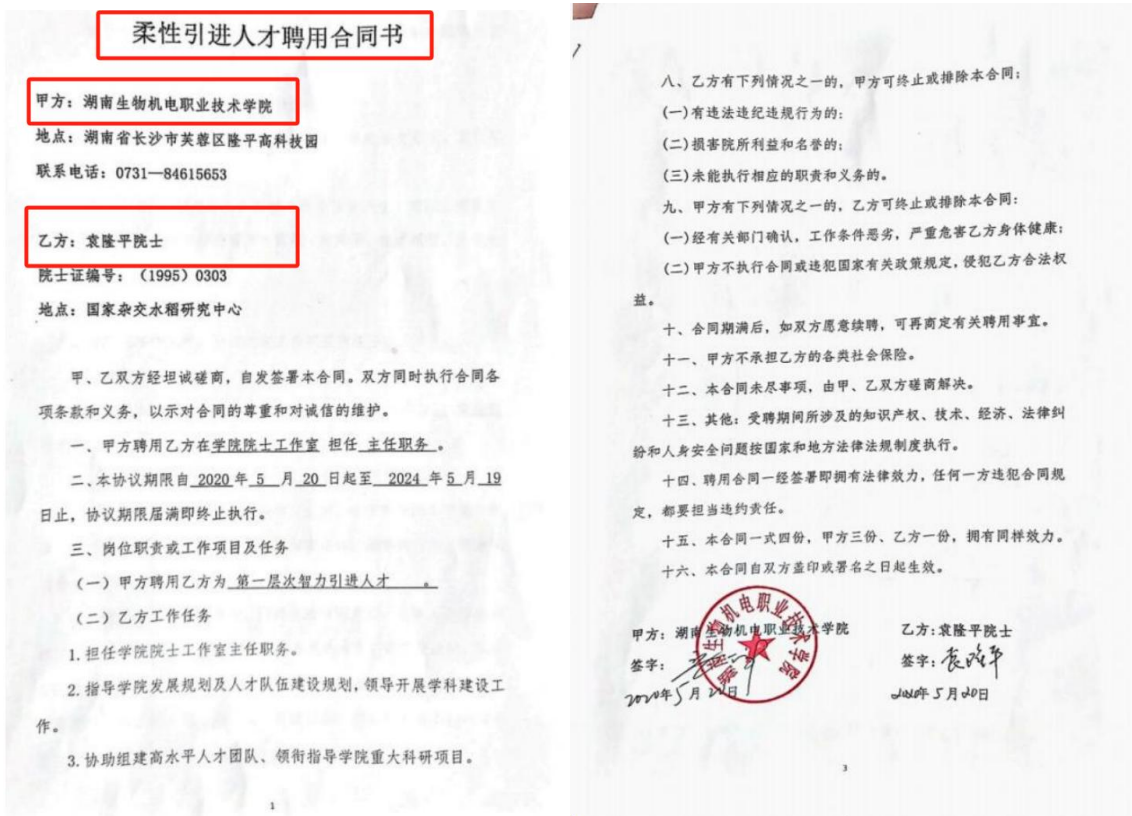 柔性引进人才聘用合同书
甲方：湖南生物机电职业技术学院
地点：湖南省长沙市芙蓉区隆平高科技园
联系电话：0731—84615653
乙方：袁隆平院士
院士证编号：（1995）0303
地点：国家杂交水稻研究中心
甲、乙双方经坦诚磋商，自发签署本合同。双方同时执行合同各
项条款和义务，以示对合同的尊重和对诚信的维护。
一、甲方聘用乙方在学院院士工作室 担任 主任职务 。
二、本协议期限自 2020 年 5 月 20 日起至 2024 年 5 月 19
日止，协议期限届满即终止执行。
三、岗位职责或工作项目及任务
（一）甲方聘用乙方为 第一层次智力引进人才 。
（二）乙方工作任务
1.担任学院院士工作室主任职务。
2.指导学院发展规划及人才队伍建设规划，领导开展学科建设工
作。
3.协助组建高水平人才团队、领衔指导学院重大科研项目。
1
八、乙方有下列情况之一的，甲方可终止或排除本合同；
(一)有违法违纪违规行为的；
(二)损害院所利益和名誉的；
(三)未能执行相应的职责和义务的。
九、甲方有下列情况之一的，乙方可终止或排除本合同：
(一)经有关部门确认，工作条件恶劣，严重危害乙方身体健康；
(二)甲方不执行合同或违犯国家有关政策规定，侵犯乙方合法权
益。
十、合同期满后，如双方愿意续聘，可再商定有关聘用事宜。
十一、甲方不承担乙方的各类社会保险。
十二、本合同未尽事项，由甲、乙双方磋商解决。
十三、其他：受聘期间所涉及的知识产权、技术、经济、法律纠
纷和人身安全问题按国家和地方法律法规制度执行。
十四、聘用合同一经签署即拥有法律效力，任何一方违犯合同规
定，都要担当违约责任。
十五、本合同一式四份，甲方三份、乙方一份，拥有同样效力。
十六、本合同自双方盖印或署名之日起生效。
湖南生物机电职业技术学院
甲方：湖南生物机电职业技术学院
签字：
2020年5月20日
乙方：袁隆平院士
签字：袁隆平
2020年5月20日
3